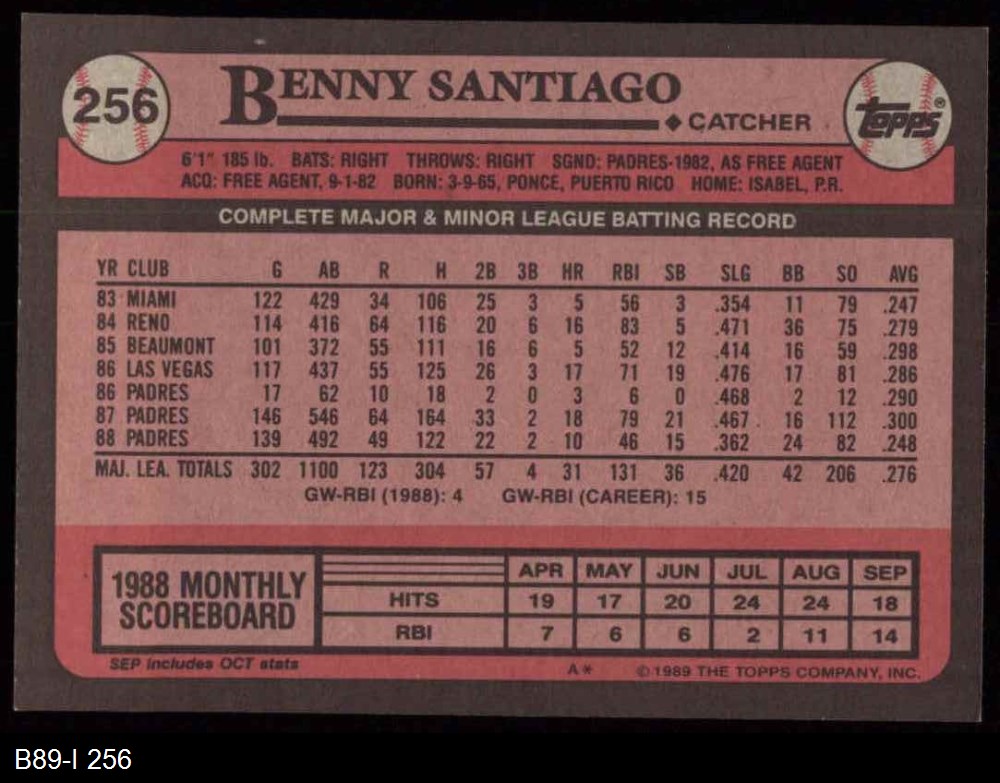 256
BENNY SANTIAGO
◆ CATCHER
TOPPS®
6'1" 185 lb. BATS: RIGHT THROWS: RIGHT SGND: PADRES-1982, AS FREE AGENT
ACQ: FREE AGENT, 9-1-82 BORN: 3-9-65, PONCE, PUERTO RICO HOME: ISABEL, P.R.
COMPLETE MAJOR & MINOR LEAGUE BATTING RECORD
YR CLUB G AB R H 2B 3B HR RBI SB SLG BB SO AVG
83 MIAMI 122 429 34 106 25 3 5 56 3 .354 11 79 .247
84 RENO 114 416 64 116 20 6 16 83 5 .471 36 75 .279
85 BEAUMONT 101 372 55 111 16 6 5 52 12 .414 16 59 .298
86 LAS VEGAS 117 437 55 125 26 3 17 71 19 .476 17 81 .286
86 PADRES 17 62 10 18 2 0 3 6 0 .468 2 12 .290
87 PADRES 146 546 64 164 33 2 18 79 21 .467 16 112 .300
88 PADRES 139 492 49 122 22 2 10 46 15 .362 24 82 .248
MAJ. LEA. TOTALS 302 1100 123 304 57 4 31 131 36 .420 42 206 .276
GW-RBI (1988): 4 GW-RBI (CAREER): 15
1988 MONTHLY
SCOREBOARD
APR MAY JUN JUL AUG SEP
HITS 19 17 20 24 24 18
RBI 7 6 6 2 11 14
SEP includes OCT stats
A* © 1989 THE TOPPS COMPANY, INC.
B89-I 256